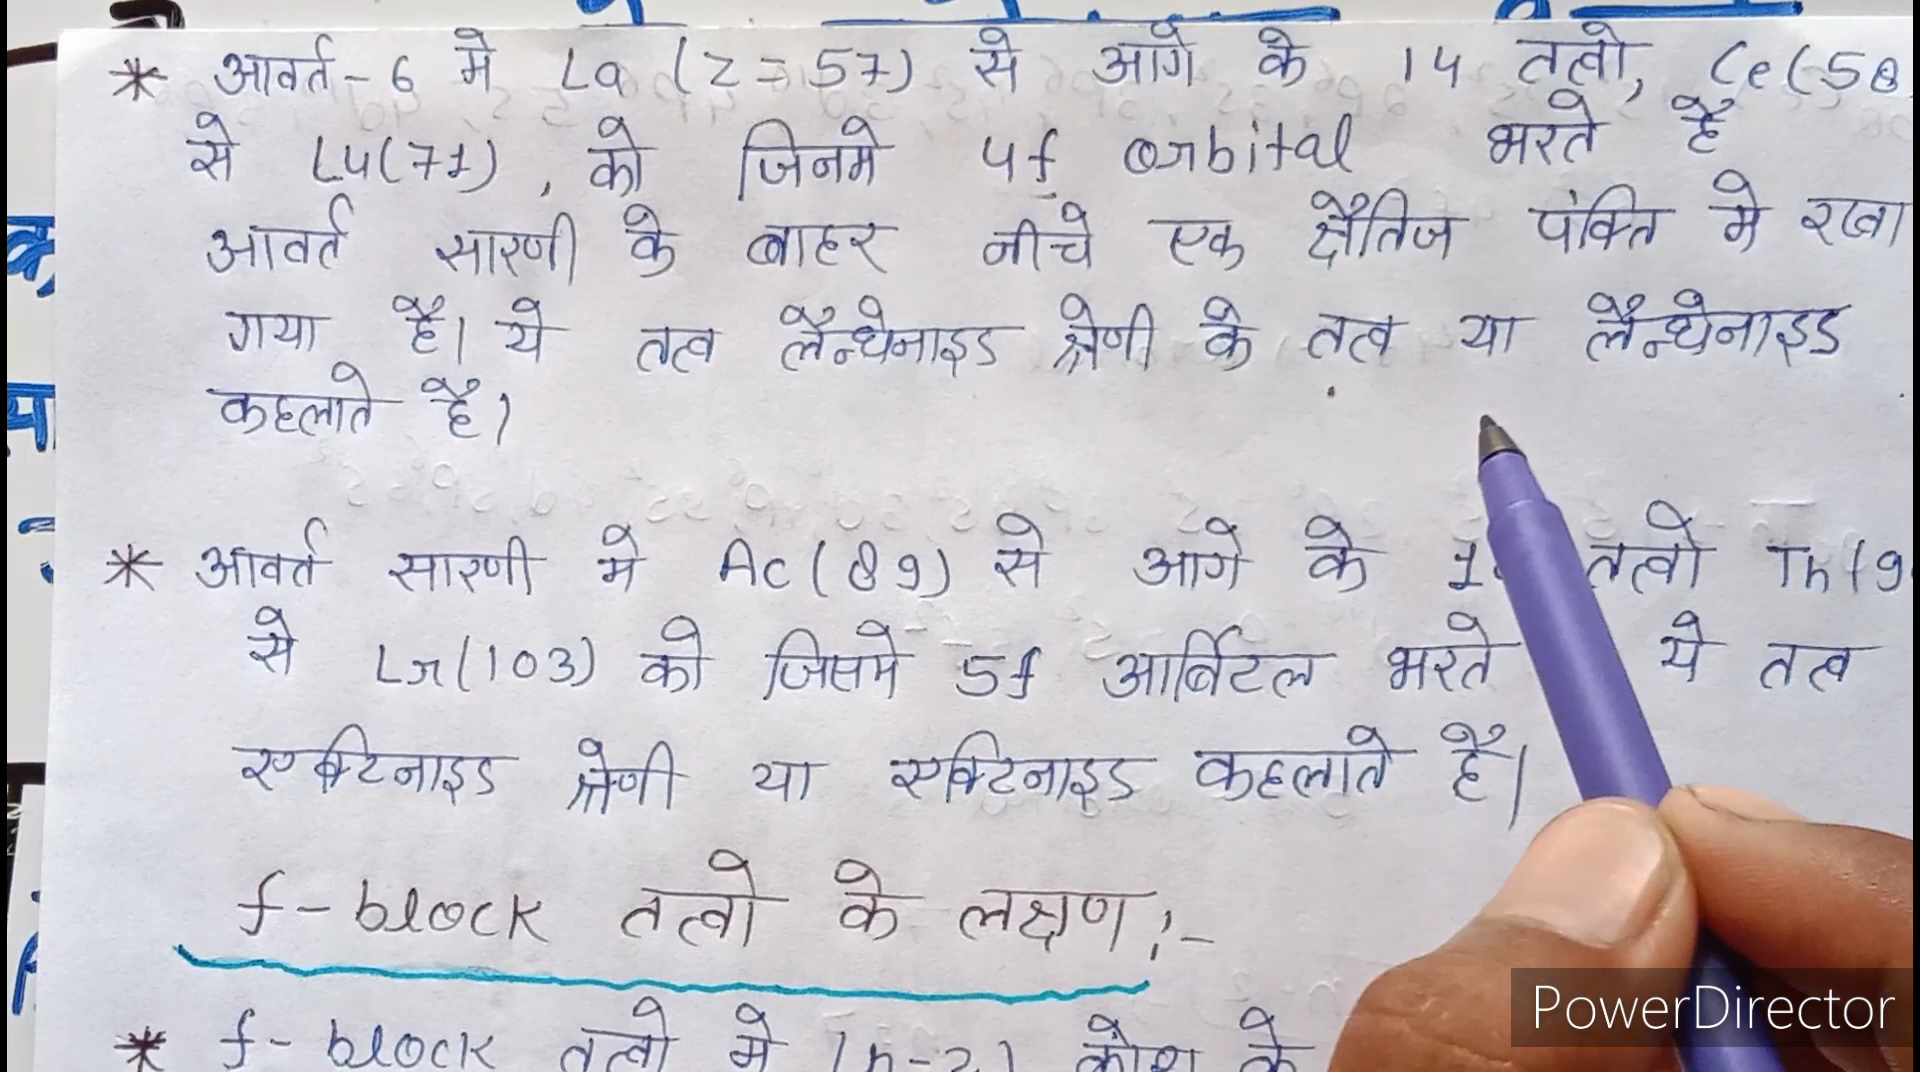 * आवर्त-6 मे La (Z=57) से आगे के 14 तत्वो, Ce(58
से Lu(71), को जिनमे 4f orbital भरते है
आवर्त सारणी के बाहर नीचे एक क्षैतिज पंक्ति मे रखा
गया है। ये तत्व लैन्थेनाइड श्रेणी के तत्व या लैन्थेनाइड
कहलाते है।
* आवर्त सारणी मे Ac(89) से आगे के तत्वो Th(9
से Lr(103) को जिसमे 5f आर्बिटल भरते ये तत्व
एक्टिनाइड श्रेणी या एक्टिनाइड कहलाते है।
f-block तत्वो के लक्षण:-
* f-block तत्वो मे (n-2) कोश के
PowerDirector